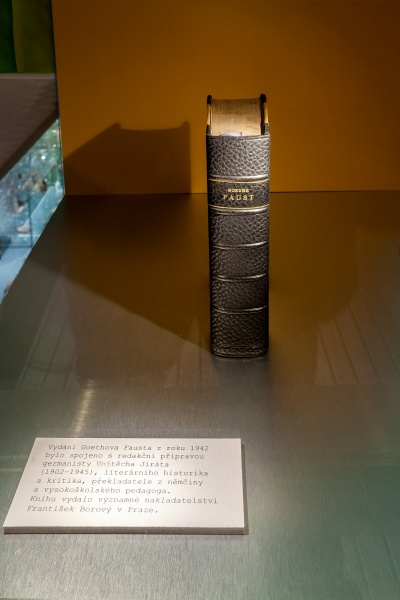 GOETHE
FAUST
Vydání Goethova Fausta z roku 1942
bylo spojeno s redakční přípravou
germanisty Vojtěcha Jiráta
(1902–1945), literárního historika
a kritika, překladatele z němčiny
a vysokoškolského pedagoga.
Knihu vydalo významné nakladatelství
František Borový v Praze.